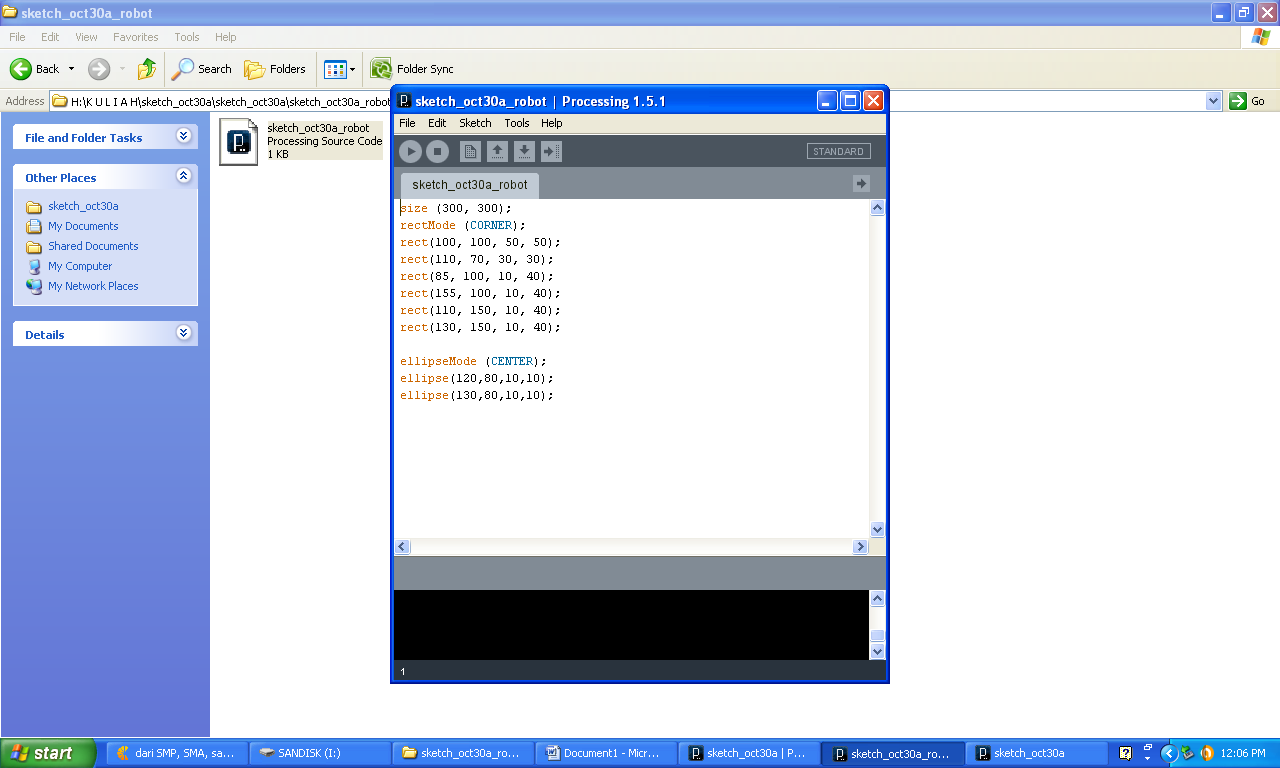 sketch_oct30a_robot
File Edit View Favorites Tools Help
Back Search Folders Folder Sync
Address H:\K U L I A H\sketch_oct30a\sketch_oct30a\sketch_oct30a_robot Go
File and Folder Tasks
Other Places
sketch_oct30a
My Documents
Shared Documents
My Computer
My Network Places
Details
sketch_oct30a_robot
Processing Source Code
1 KB
sketch_oct30a_robot | Processing 1.5.1
File Edit Sketch Tools Help
STANDARD
sketch_oct30a_robot
size (300, 300);
rectMode (CORNER);
rect(100, 100, 50, 50);
rect(110, 70, 30, 30);
rect(85, 100, 10, 40);
rect(155, 100, 10, 40);
rect(110, 150, 10, 40);
rect(130, 150, 10, 40);
ellipseMode (CENTER);
ellipse(120,80,10,10);
ellipse(130,80,10,10);
1
start dari SMP, SMA, sa... SANDISK (I:) sketch_oct30a_ro... Document1 - Micr... sketch_oct30a | P... sketch_oct30a_ro... sketch_oct30a 12:06 PM